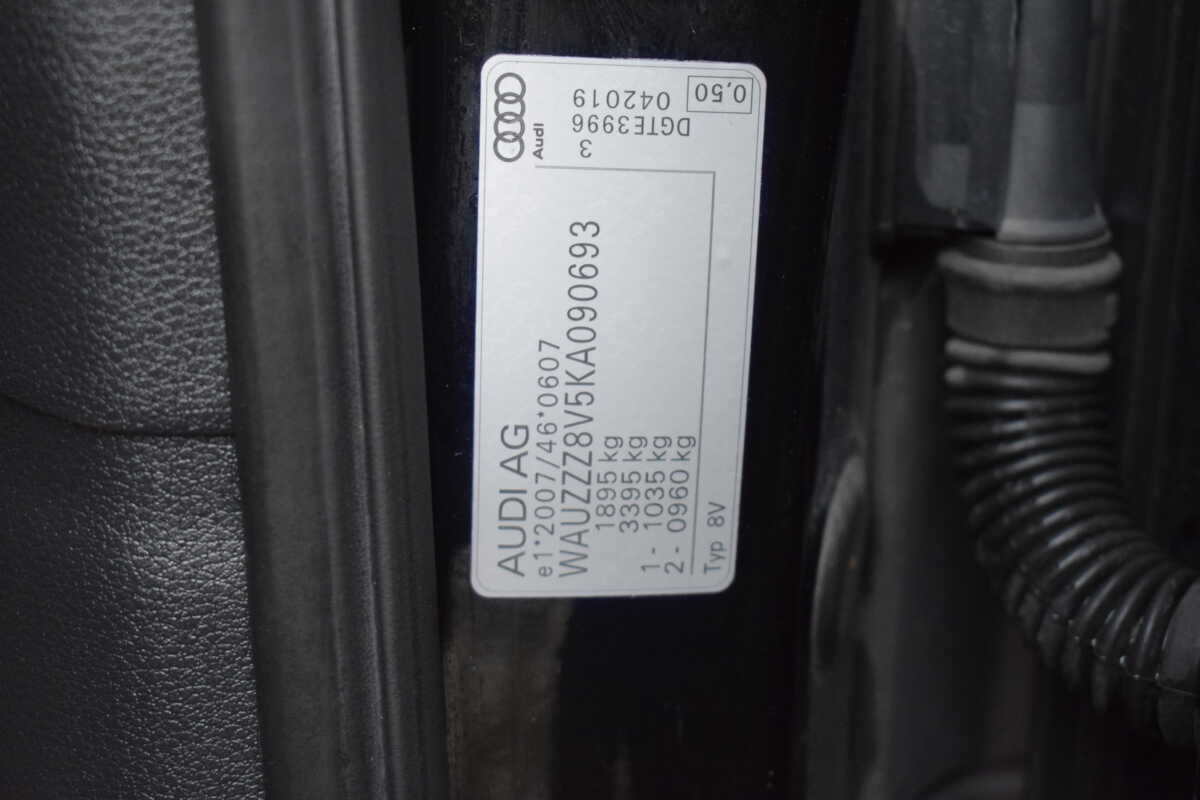 AUDI AG
e1*2007/46*0607
WAUZZZ8V5KA090693
1895 kg
3395 kg
1- 1035 kg
2- 0960 kg
Typ 8V
Audi
3
DGTE3996
042019
0,50